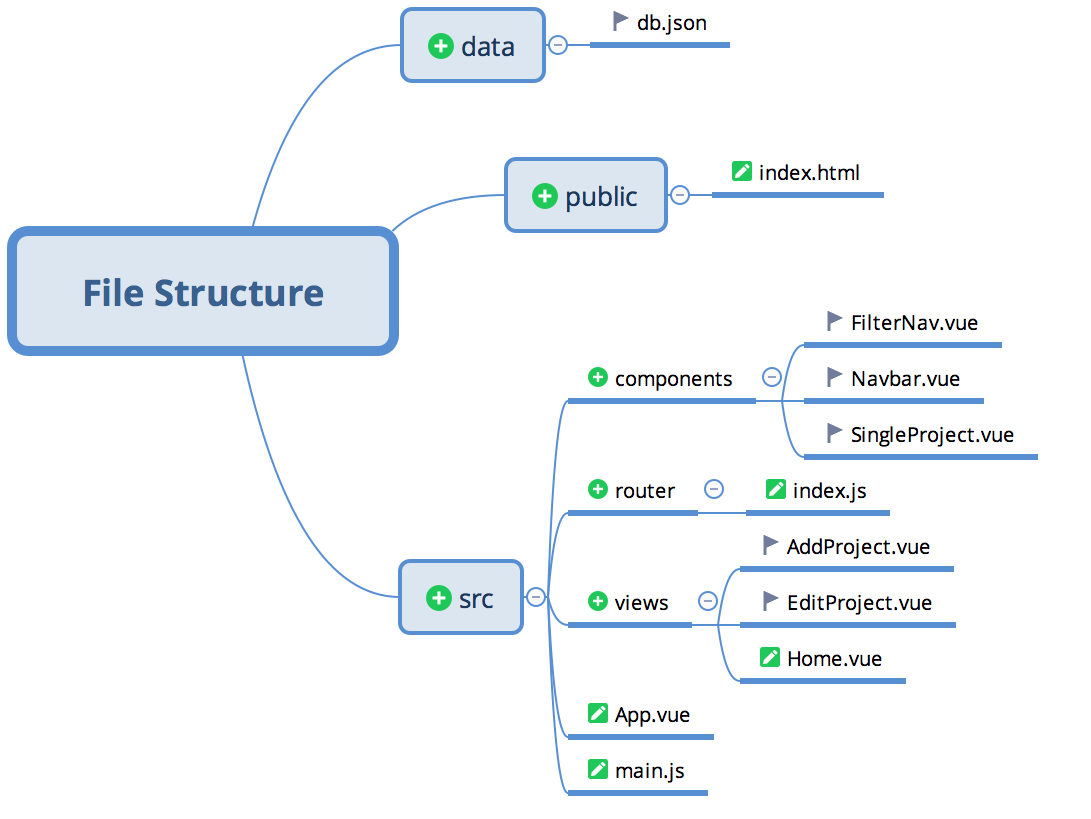 File Structure
data
db.json
public
index.html
src
components
FilterNav.vue
Navbar.vue
SingleProject.vue
router
index.js
views
AddProject.vue
EditProject.vue
Home.vue
App.vue
main.js